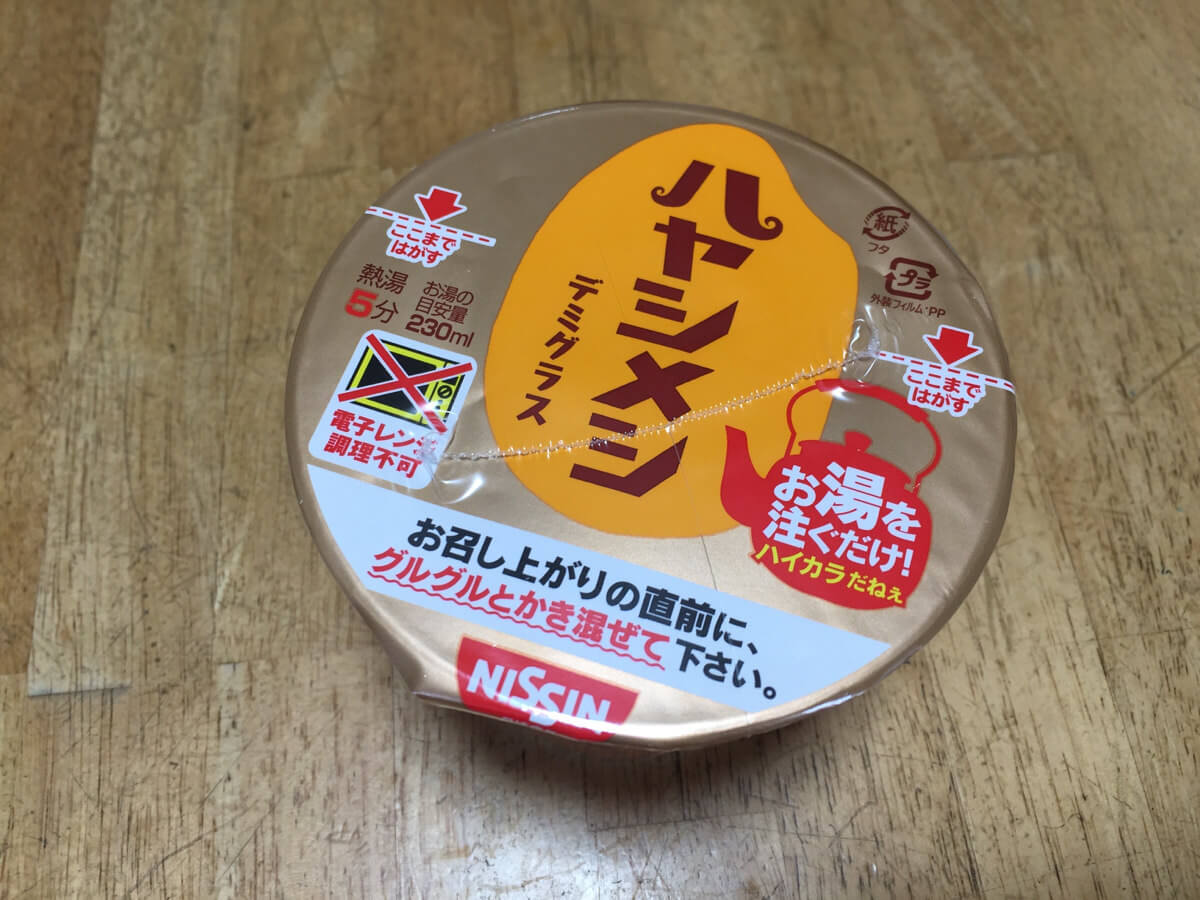 ハヤシメシ
デミグラス
ここまで
はがす
熱湯
5分
お湯の
目安量
230ml
電子レンジ
調理不可
紙
フタ
プラ
外装フィルム・PP
ここまで
はがす
お湯を
注ぐだけ!
ハイカラだねぇ
お召し上がりの直前に、
グルグルとかき混ぜて下さい。
NISSIN